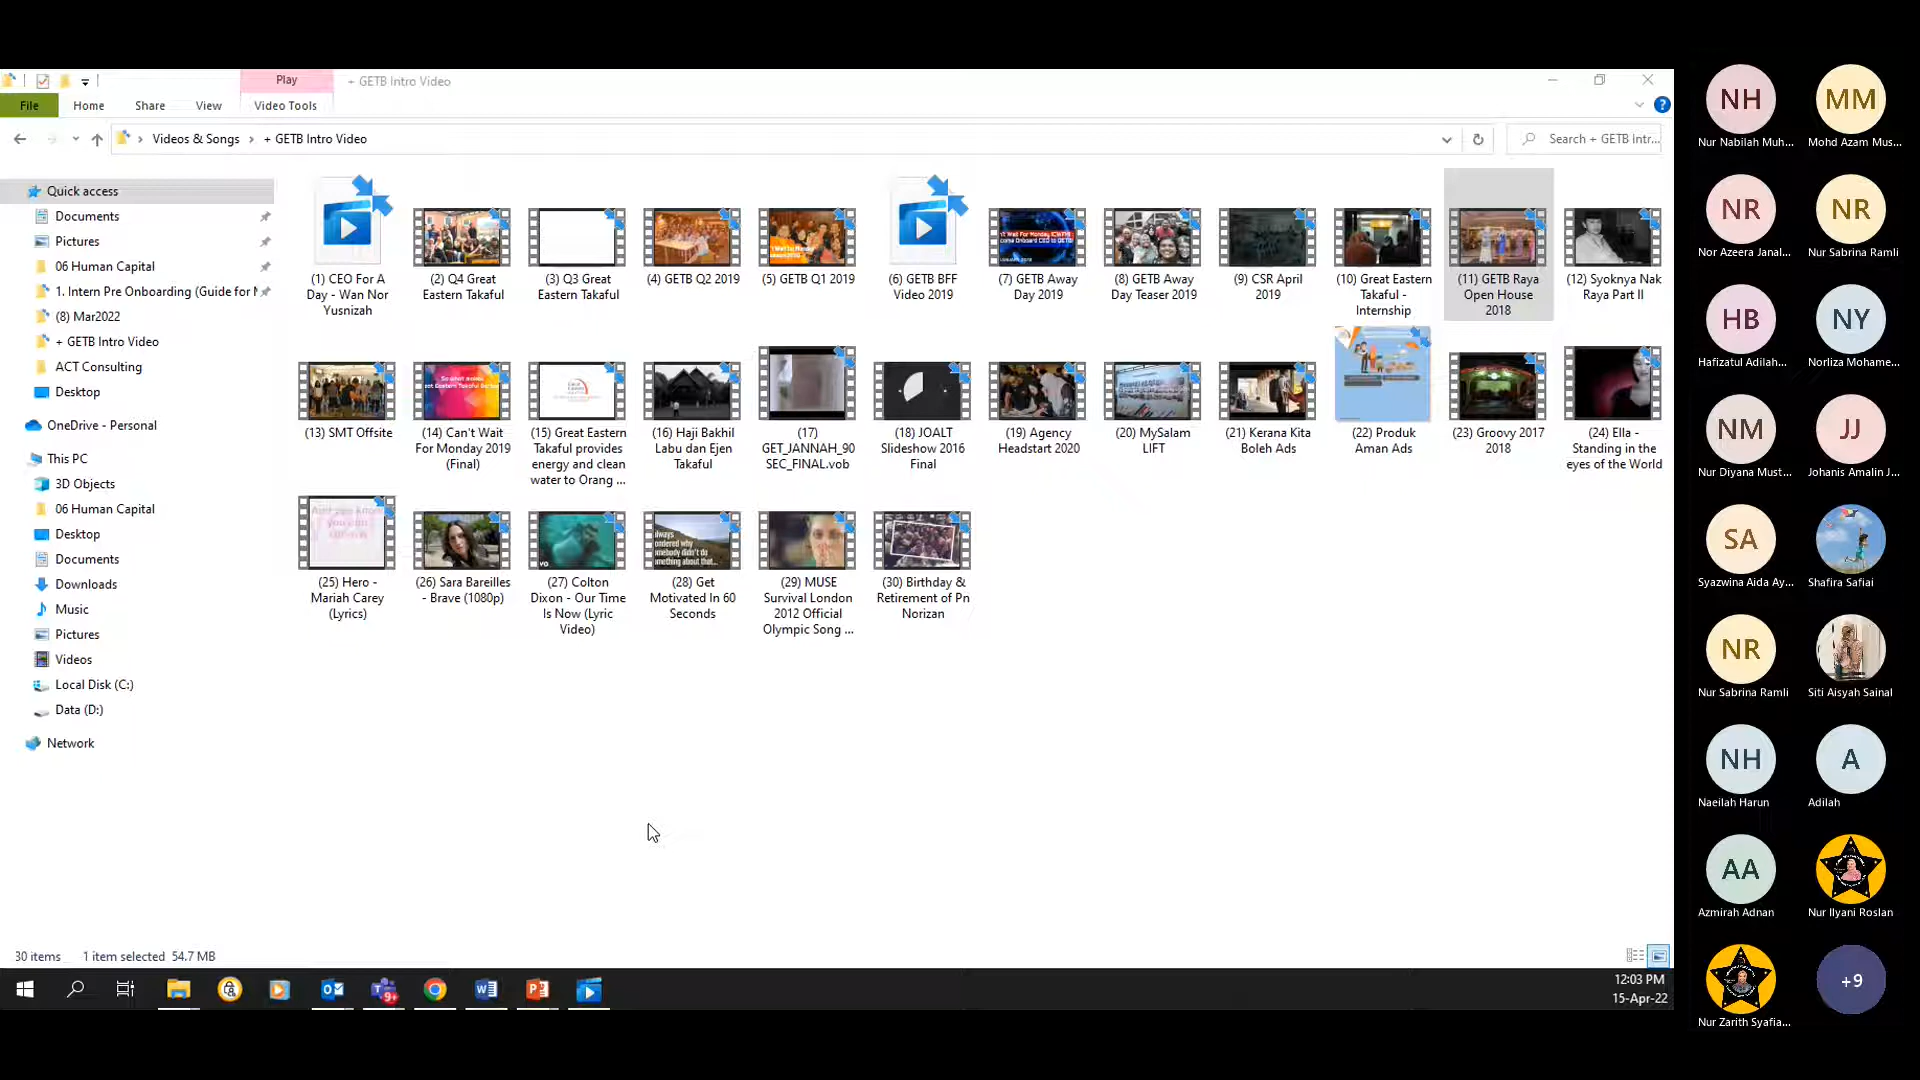 Play
+ GETB Intro Video
File
Home
Share
View
Video Tools
Videos & Songs
+ GETB Intro Video
Search + GETB Intr...
Quick access
Documents
Pictures
06 Human Capital
1. Intern Pre Onboarding (Guide for
(8) Mar2022
+ GETB Intro Video
ACT Consulting
Desktop
OneDrive - Personal
This PC
3D Objects
06 Human Capital
Desktop
Documents
Downloads
Music
Pictures
Videos
Local Disk (C:)
Data (D:)
Network
(1) CEO For A
Day - Wan Nor
Yusnizah
(2) Q4 Great
Eastern Takaful
(3) Q3 Great
Eastern Takaful
(4) GETB Q2 2019
(5) GETB Q1 2019
(6) GETB BFF
Video 2019
(7) GETB Away
Day 2019
(8) GETB Away
Day Teaser 2019
(9) CSR April
2019
(10) Great Eastern
Takaful -
Internship
(11) GETB Raya
Open House
2018
(12) Syoknya Nak
Raya Part II
(13) SMT Offsite
(14) Can't Wait
For Monday 2019
(Final)
(15) Great Eastern
Takaful provides
energy and clean
water to Orang ...
(16) Haji Bakhil
Labu dan Ejen
Takaful
(17)
GET_JANNAH_90
SEC_FINAL.vob
(18) JOALT
Slideshow 2016
Final
(19) Agency
Headstart 2020
(20) MySalam
LIFT
(21) Kerana Kita
Boleh Ads
(22) Produk
Aman Ads
(23) Groovy 2017
2018
(24) Ella -
Standing in the
eyes of the World
(25) Hero -
Mariah Carey
(Lyrics)
(26) Sara Bareilles
- Brave (1080p)
(27) Colton
Dixon - Our Time
Is Now (Lyric
Video)
(28) Get
Motivated In 60
Seconds
(29) MUSE
Survival London
2012 Official
Olympic Song ...
(30) Birthday &
Retirement of Pn
Norizan
30 items
1 item selected 54.7 MB
12:03 PM
15-Apr-22
NH
Nur Nabilah Muh...
MM
Mohd Azam Mus...
NR
Nor Azeera Janal...
NR
Nur Sabrina Ramli
HB
Hafizatul Adilah...
NY
Norliza Mohame...
NM
Nur Diyana Must...
JJ
Johanis Amalin J...
SA
Syazwina Aida Ay...
Shafira Safiai
NR
Nur Sabrina Ramli
Siti Aisyah Sainal
NH
Naeilah Harun
A
Adilah
AA
Azmirah Adnan
Nur Ilyani Roslan
Nur Zarith Syafia...
+9